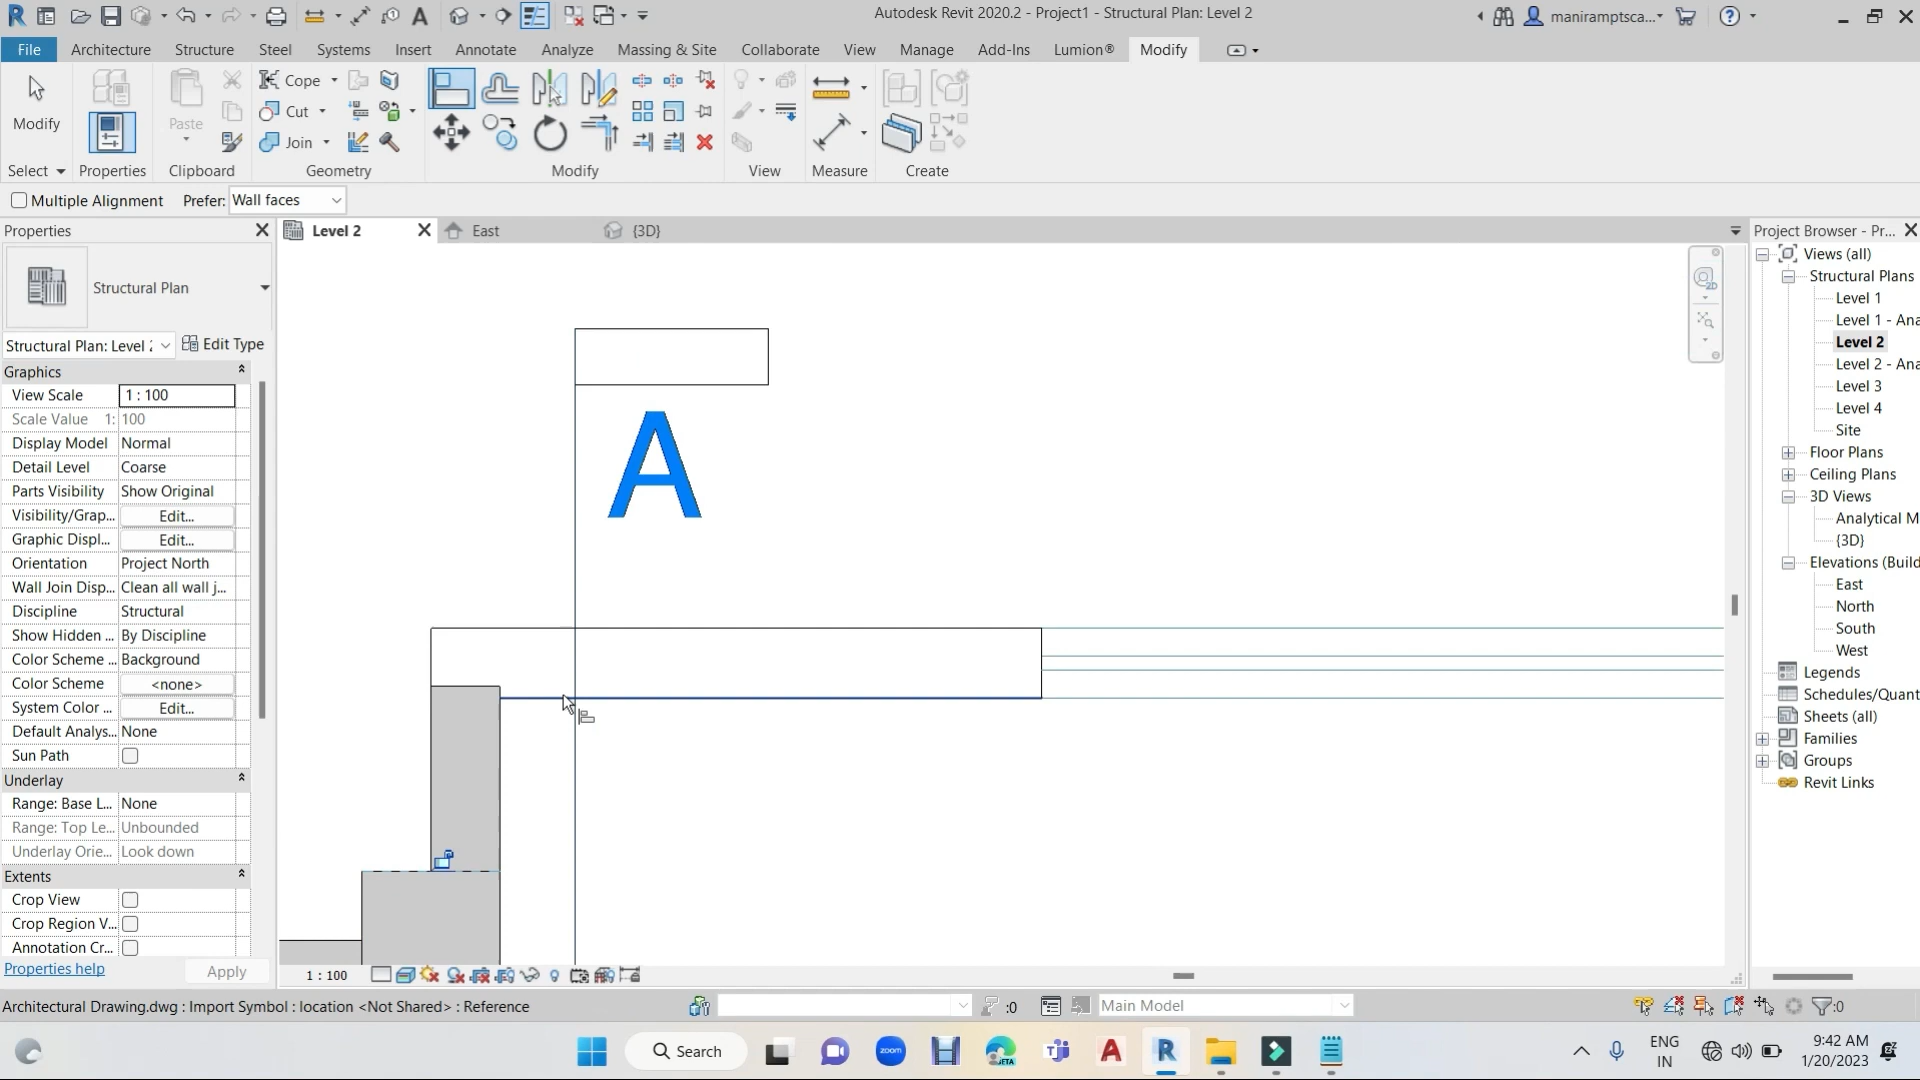 Autodesk Revit 2020.2 - Project1 - Structural Plan: Level 2
maniramptsca...
File Architecture Structure Steel Systems Insert Annotate Analyze Massing & Site Collaborate View Manage Add-Ins Lumion® Modify
Modify
Paste
Cope
Cut
Join
Select Properties Clipboard Geometry Modify View Measure Create
Multiple Alignment Prefer: Wall faces
Properties
Level 2 East {3D}
Project Browser - Pr...
Structural Plan
Structural Plan: Level 2 Edit Type
Graphics
View Scale 1 : 100
Scale Value 1: 100
Display Model Normal
Detail Level Coarse
Parts Visibility Show Original
Visibility/Grap... Edit...
Graphic Displ... Edit...
Orientation Project North
Wall Join Disp... Clean all wall j...
Discipline Structural
Show Hidden ... By Discipline
Color Scheme ... Background
Color Scheme <none>
System Color ... Edit...
Default Analys... None
Sun Path
Underlay
Range: Base L... None
Range: Top Le... Unbounded
Underlay Orie... Look down
Extents
Crop View
Crop Region V...
Annotation Cr...
Properties help Apply
A
Views (all)
Structural Plans
Level 1
Level 1 - Ana
Level 2
Level 2 - Ana
Level 3
Level 4
Site
Floor Plans
Ceiling Plans
3D Views
Analytical M
{3D}
Elevations (Build
East
North
South
West
Legends
Schedules/Quant
Sheets (all)
Families
Groups
Revit Links
1 : 100
Architectural Drawing.dwg : Import Symbol : location <Not Shared> : Reference
:0
Main Model
:0
Search
zoom
BETA
ENG
IN
9:42 AM
1/20/2023